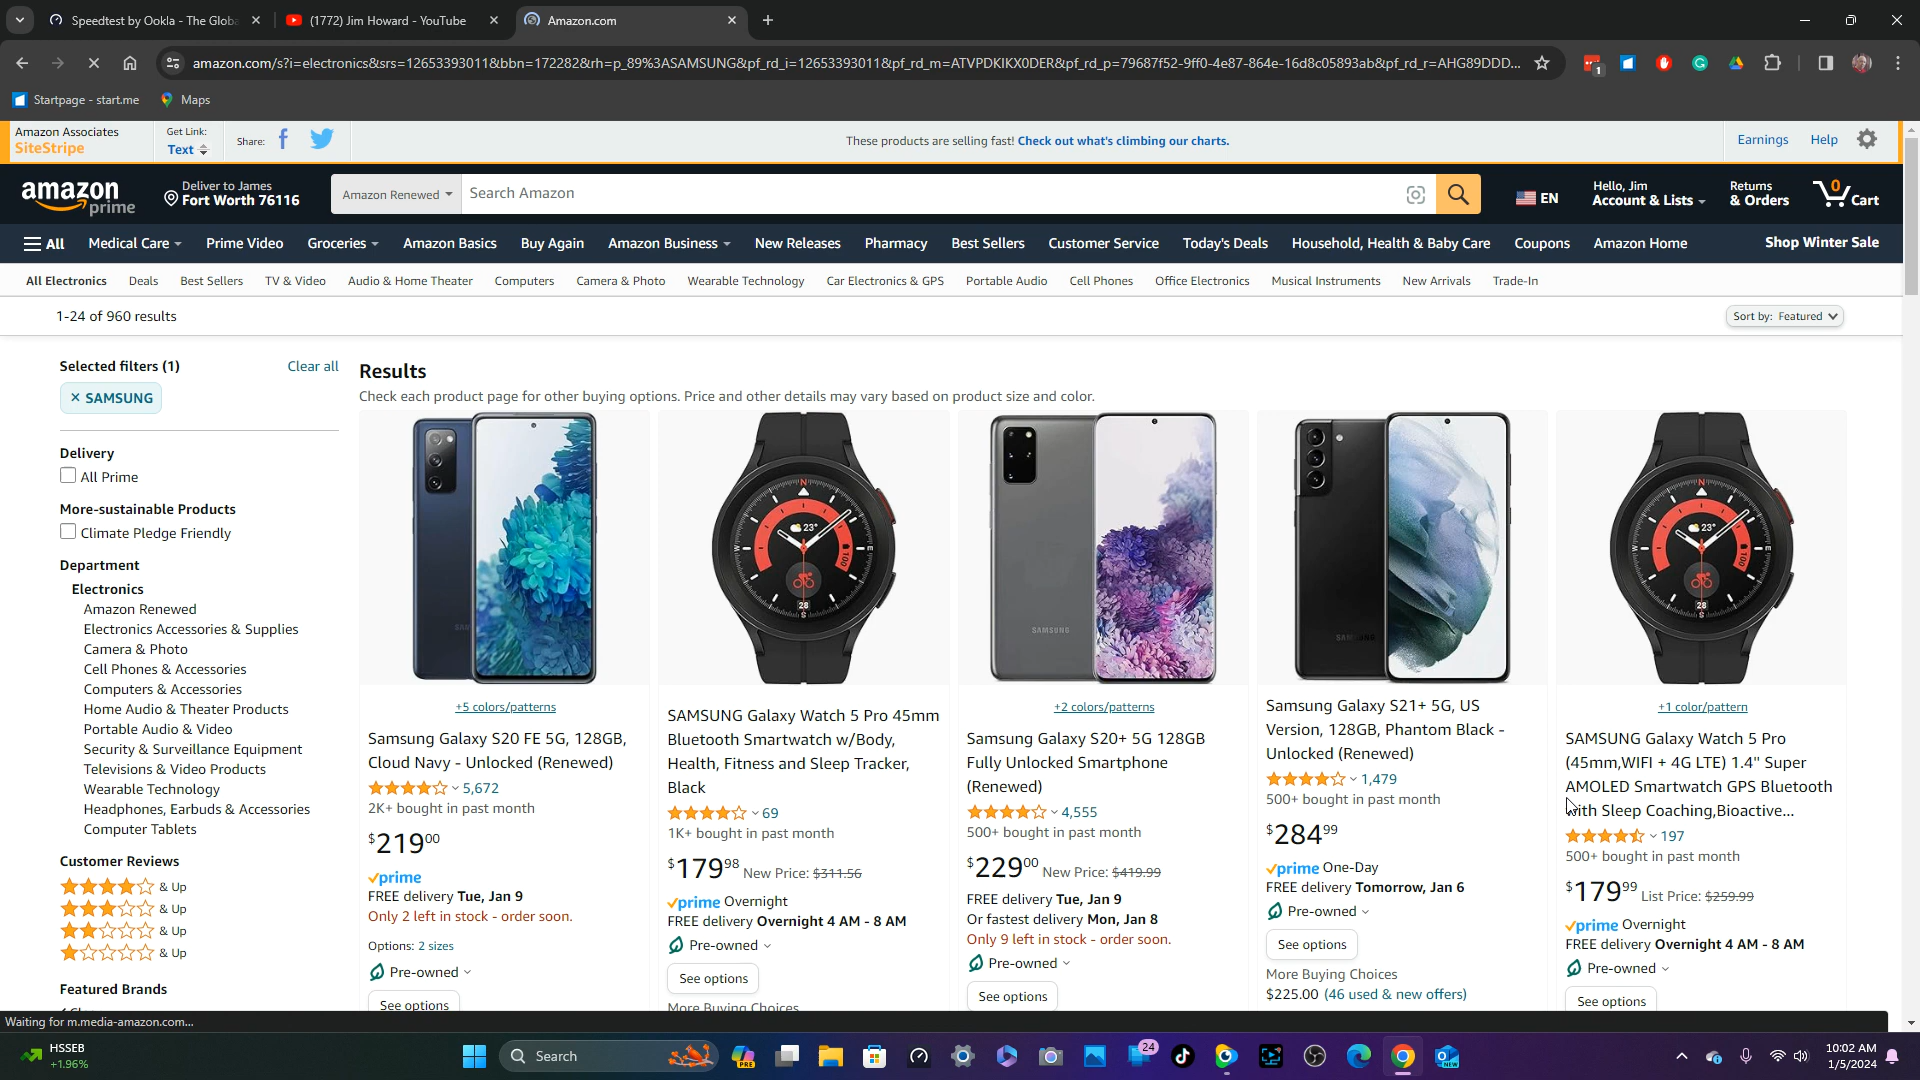 Speedtest by Ookla - The Globa
(1772) Jim Howard - YouTube
Amazon.com
amazon.com/s?i=electronics&srs=12653393011&bbn=172282&rh=p_89%3ASAMSUNG&pf_rd_i=12653393011&pf_rd_m=ATVPDKIKX0DER&pf_rd_p=79687f52-9ff0-4e87-864e-16d8c05893ab&pf_rd_r=AHG89DDD...
1
Startpage - start.me
Maps
Amazon Associates
SiteStripe
Get Link:
Text
Share:
These products are selling fast! Check out what's climbing our charts.
Earnings
Help
amazon
prime
Deliver to James
Fort Worth 76116
Amazon Renewed
Search Amazon
EN
Hello, Jim
Account & Lists
Returns
& Orders
0
Cart
All
Medical Care
Prime Video
Groceries
Amazon Basics
Buy Again
Amazon Business
New Releases
Pharmacy
Best Sellers
Customer Service
Today's Deals
Household, Health & Baby Care
Coupons
Amazon Home
Shop Winter Sale
All Electronics
Deals
Best Sellers
TV & Video
Audio & Home Theater
Computers
Camera & Photo
Wearable Technology
Car Electronics & GPS
Portable Audio
Cell Phones
Office Electronics
Musical Instruments
New Arrivals
Trade-In
1-24 of 960 results
Sort by: Featured
Selected filters (1)
Clear all
SAMSUNG
Delivery
All Prime
More-sustainable Products
Climate Pledge Friendly
Department
Electronics
Amazon Renewed
Electronics Accessories & Supplies
Camera & Photo
Cell Phones & Accessories
Computers & Accessories
Home Audio & Theater Products
Portable Audio & Video
Security & Surveillance Equipment
Televisions & Video Products
Wearable Technology
Headphones, Earbuds & Accessories
Computer Tablets
Customer Reviews
& Up
& Up
& Up
& Up
Featured Brands
Results
Check each product page for other buying options. Price and other details may vary based on product size and color.
+5 colors/patterns
Samsung Galaxy S20 FE 5G, 128GB,
Cloud Navy - Unlocked (Renewed)
5,672
2K+ bought in past month
$21900
prime
FREE delivery Tue, Jan 9
Only 2 left in stock - order soon.
Options: 2 sizes
Pre-owned
See options
N
E
W
23°
100
28
S
SAMSUNG Galaxy Watch 5 Pro 45mm
Bluetooth Smartwatch w/Body,
Health, Fitness and Sleep Tracker,
Black
69
1K+ bought in past month
$17998 New Price: $311.56
prime Overnight
FREE delivery Overnight 4 AM - 8 AM
Pre-owned
See options
More Buying Choices
SAMSUNG
+2 colors/patterns
Samsung Galaxy S20+ 5G 128GB
Fully Unlocked Smartphone
(Renewed)
4,555
500+ bought in past month
$22900 New Price: $419.99
FREE delivery Tue, Jan 9
Or fastest delivery Mon, Jan 8
Only 9 left in stock - order soon.
Pre-owned
See options
SAMSUNG
Samsung Galaxy S21+ 5G, US
Version, 128GB, Phantom Black -
Unlocked (Renewed)
1,479
500+ bought in past month
$28499
prime One-Day
FREE delivery Tomorrow, Jan 6
Pre-owned
See options
More Buying Choices
$225.00 (46 used & new offers)
N
E
W
23°
100
28
S
+1 color/pattern
SAMSUNG Galaxy Watch 5 Pro
(45mm,WIFI + 4G LTE) 1.4" Super
AMOLED Smartwatch GPS Bluetooth
with Sleep Coaching,Bioactive...
197
500+ bought in past month
$17999 List Price: $259.99
prime Overnight
FREE delivery Overnight 4 AM - 8 AM
Pre-owned
See options
Waiting for m.media-amazon.com...
HSSEB
+1.96%
Search
PRE
24
NEW
10:02 AM
1/5/2024